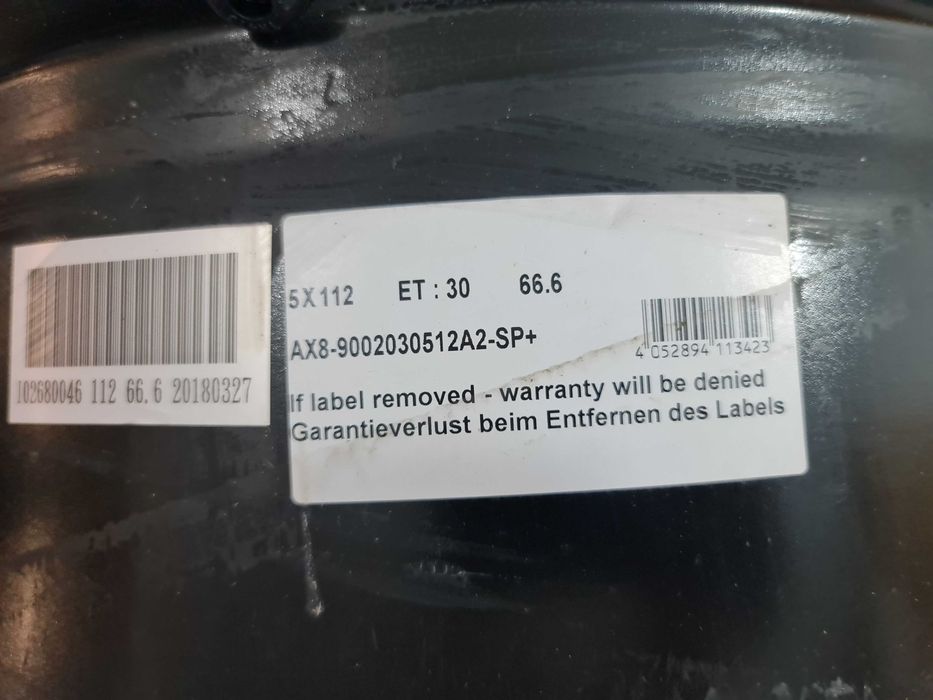 102680046 112 66.6 20180327
5X112 ET : 30 66.6
AX8-9002030512A2-SP+
4 052894 113423
If label removed - warranty will be denied
Garantieverlust beim Entfernen des Labels